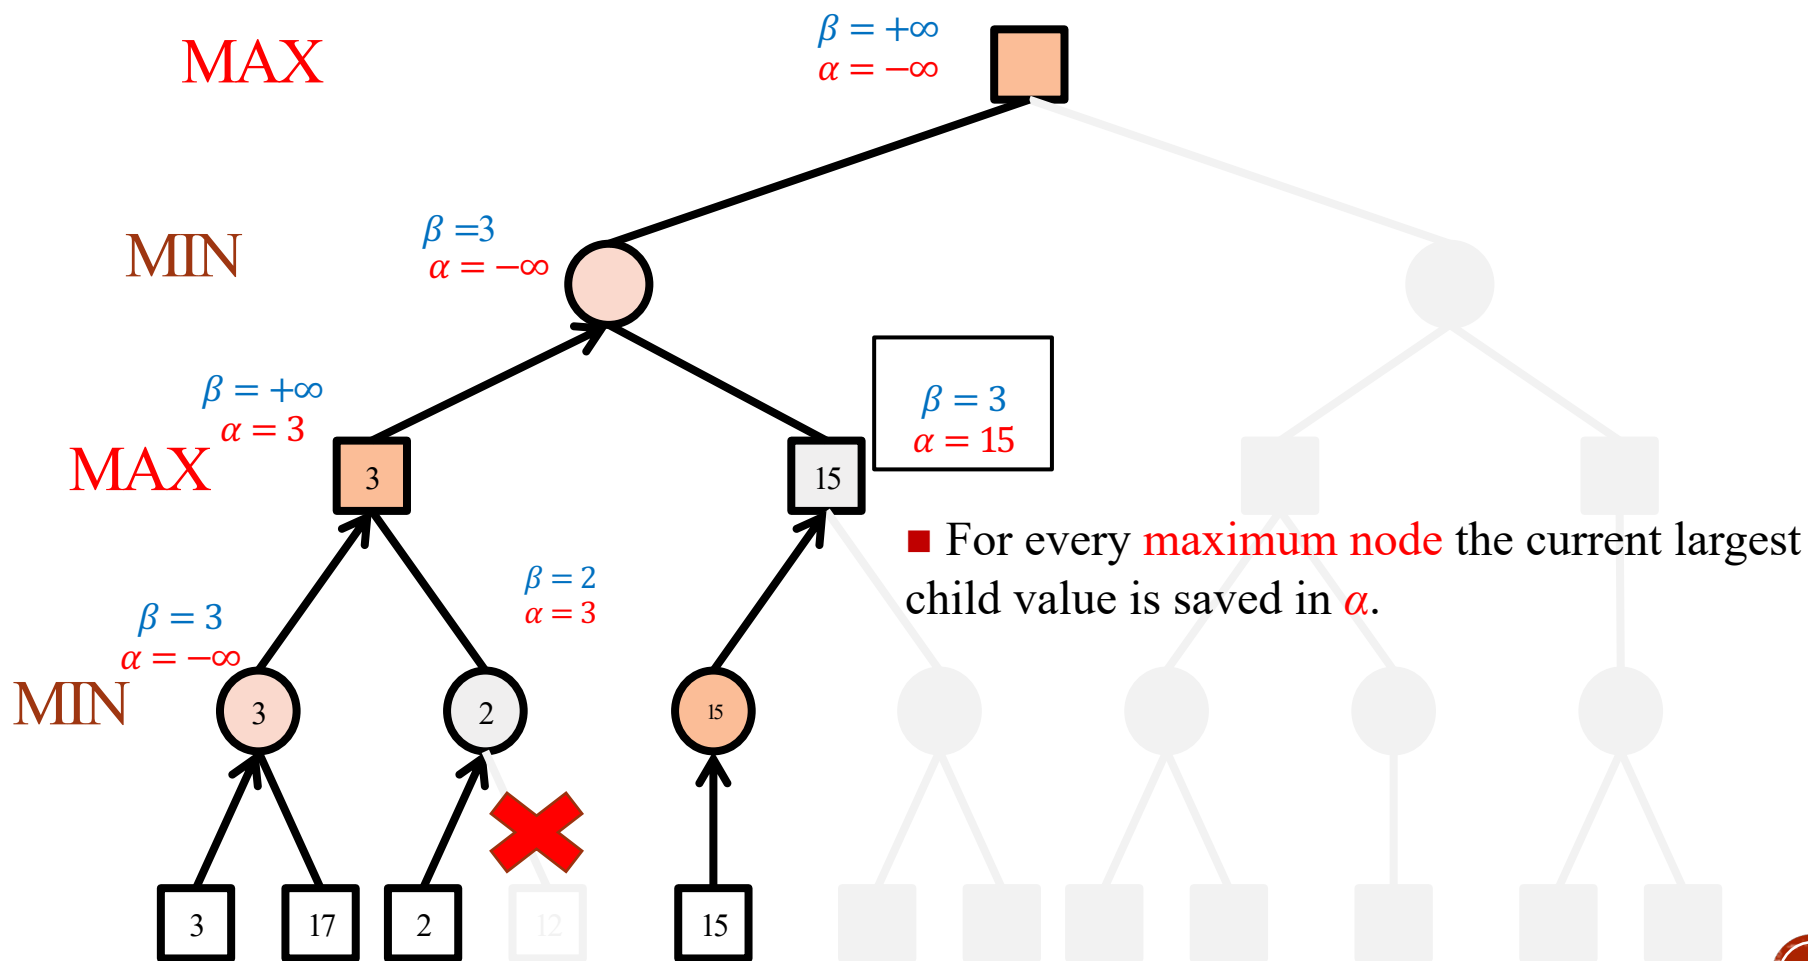 β = +∞
MAX
α = −∞
β =3
MIN
α = −∞
β = +∞
α = 3
β = 3
α = 15
MAX
3
15
■ For every maximum node the current largest
child value is saved in α.
β = 2
α = 3
β = 3
α = −∞
MIN
3
2
15
3
17
2
12
15